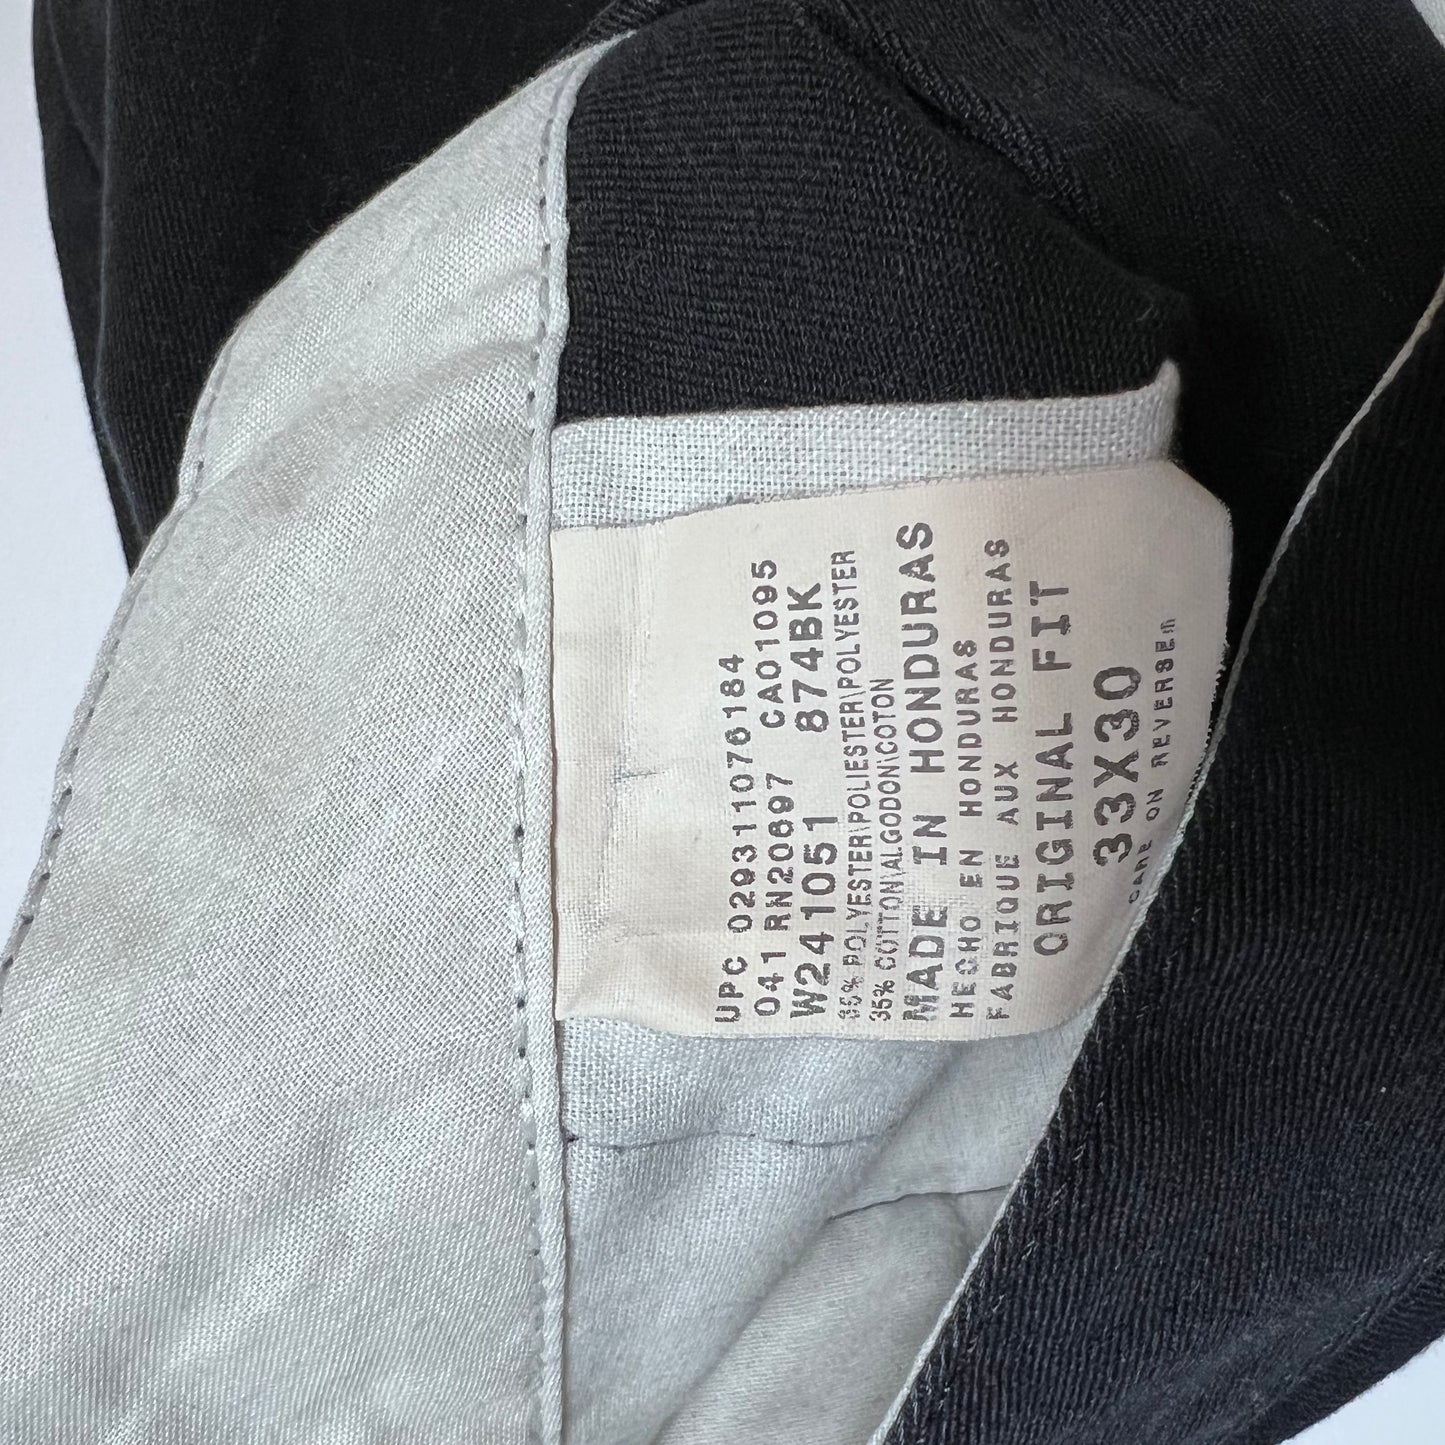 UPC 029311076184
041 RN20697 CA01095
W241051 874BK
35% POLYESTER\POLIESTER\POLYESTER
35% COTTON\ALGODON\COTON
MADE IN HONDURAS
HECHO EN HONDURAS
FABRIQUE AUX HONDURAS
ORIGINAL FIT
33X30
CARE ON REVERSE